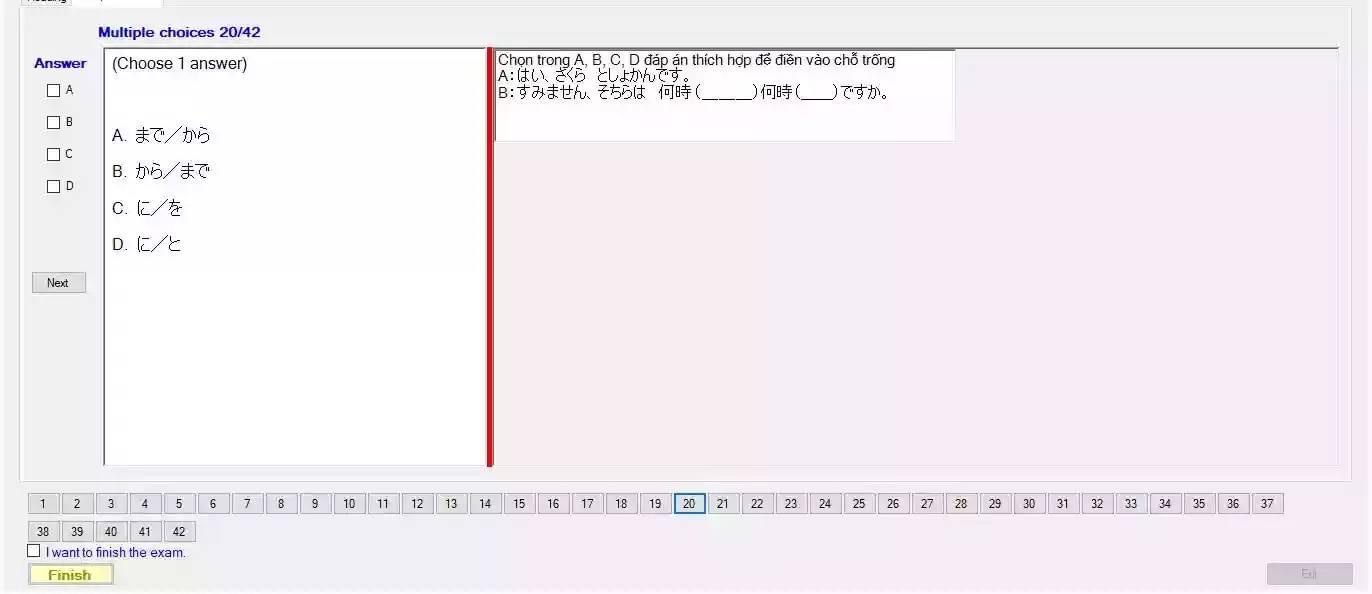 Multiple choices 20/42
Answer
A
B
C
D
Next
(Choose 1 answer)
A. まで／から
B. から／まで
C. に／を
D. に／と
Chọn trong A, B, C, D đáp án thích hợp để điền vào chỗ trống
A：はい、さくら としょかんです。
B：すみません、そちらは 何時（______）何時（____）ですか。
1 2 3 4 5 6 7 8 9 10 11 12 13 14 15 16 17 18 19 20 21 22 23 24 25 26 27 28 29 30 31 32 33 34 35 36 37
38 39 40 41 42
I want to finish the exam.
Finish
Exit